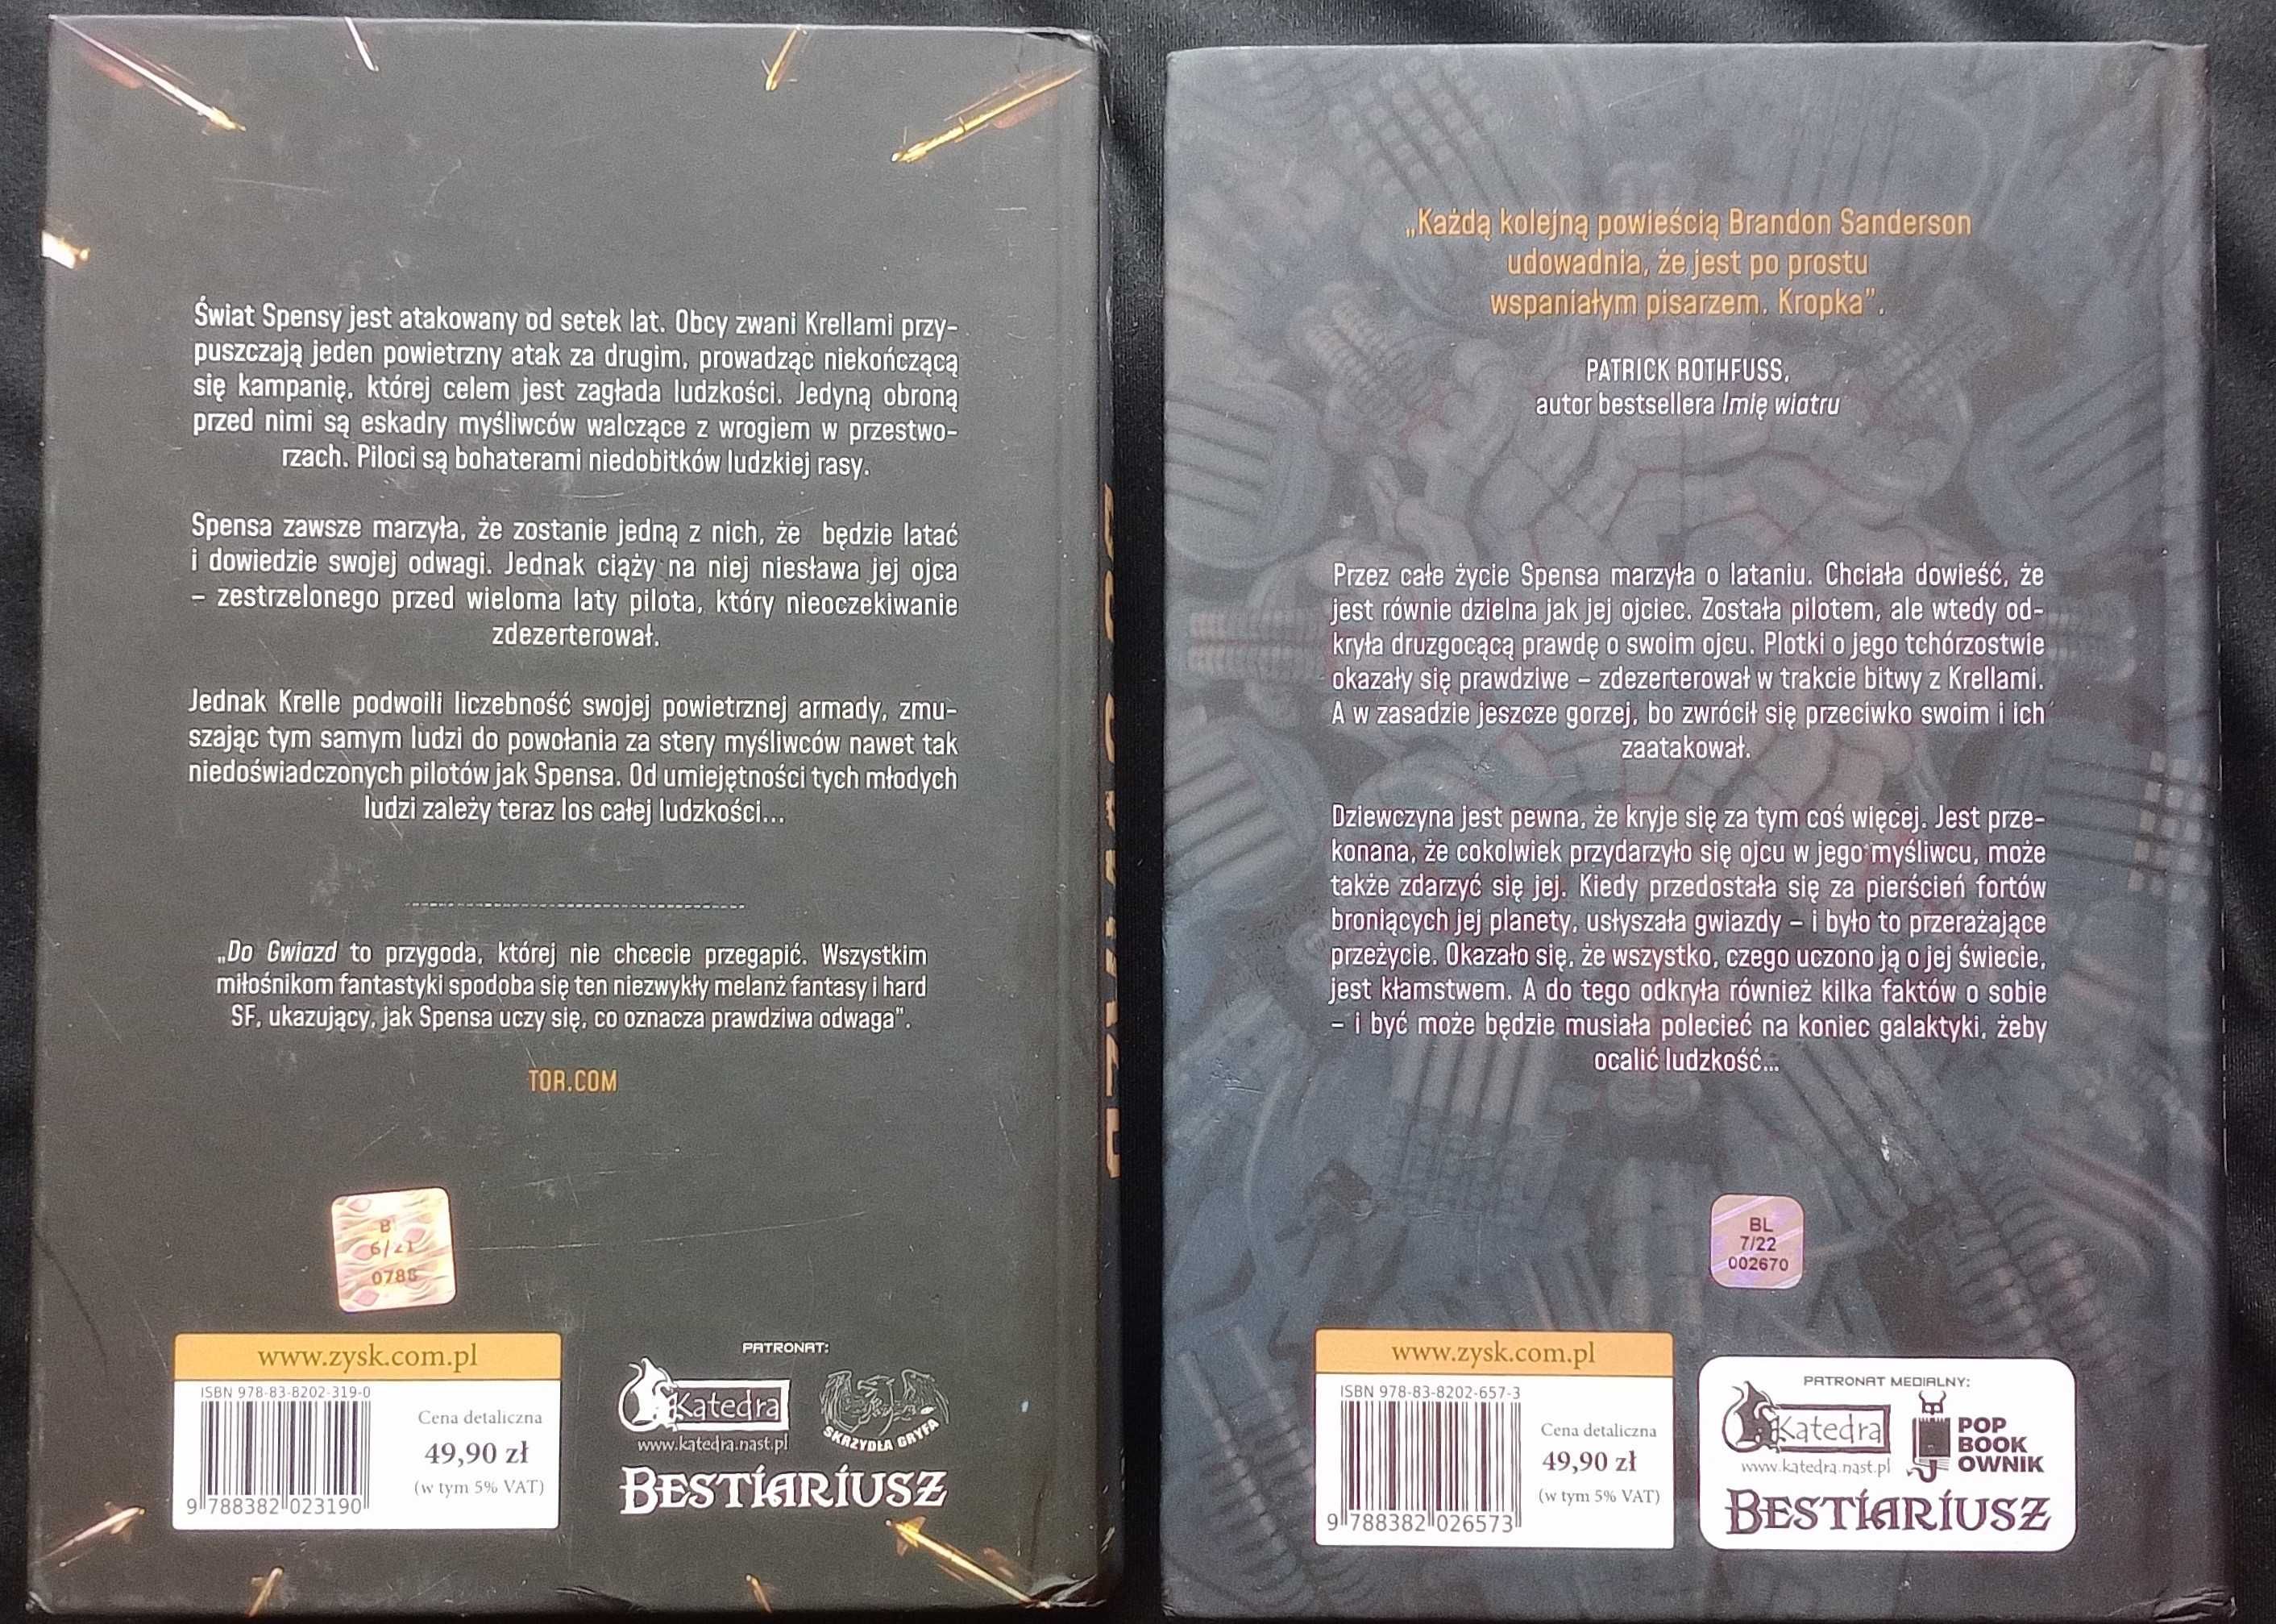 Świat Spensy jest atakowany od setek lat. Obcy zwani Krellami przy-
puszczają jeden powietrzny atak za drugim, prowadząc niekończącą
się kampanię, której celem jest zagłada ludzkości. Jedyną obroną
przed nimi są eskadry myśliwców walczące z wrogiem w przestwo-
rzach. Piloci są bohaterami niedobitków ludzkiej rasy.
Spensa zawsze marzyła, że zostanie jedną z nich, że będzie latać
i dowiedzie swojej odwagi. Jednak ciąży na niej niesława jej ojca
– zestrzelonego przed wieloma laty pilota, który nieoczekiwanie
zdezerterował.
Jednak Krelle podwoili liczebność swojej powietrznej armady, zmu-
szając tym samym ludzi do powołania za stery myśliwców nawet tak
niedoświadczonych pilotów jak Spensa. Od umiejętności tych młodych
ludzi zależy teraz los całej ludzkości...
„Do Gwiazd to przygoda, której nie chcecie przegapić. Wszystkim
miłośnikom fantastyki spodoba się ten niezwykły melanż fantasy i hard
SF, ukazujący, jak Spensa uczy się, co oznacza prawdziwa odwaga”.
TOR.COM
B
6/21
0788
www.zysk.com.pl
ISBN 978-83-8202-319-0
Cena detaliczna
49,90 zł
(w tym 5% VAT)
9 788382 023190
PATRONAT:
Katedra
www.katedra.nast.pl
SKRZYDŁA GRYFA
BESTÍARÍUSZ
DO GWIAZD
„Każdą kolejną powieścią Brandon Sanderson
udowadnia, że jest po prostu
wspaniałym pisarzem. Kropka”.
PATRICK ROTHFUSS,
autor bestsellera Imię wiatru
Przez całe życie Spensa marzyła o lataniu. Chciała dowieść, że
jest równie dzielna jak jej ojciec. Została pilotem, ale wtedy od-
kryła druzgocącą prawdę o swoim ojcu. Plotki o jego tchórzostwie
okazały się prawdziwe – zdezerterował w trakcie bitwy z Krellami.
A w zasadzie jeszcze gorzej, bo zwrócił się przeciwko swoim i ich
zaatakował.
Dziewczyna jest pewna, że kryje się za tym coś więcej. Jest prze-
konana, że cokolwiek przydarzyło się ojcu w jego myśliwcu, może
także zdarzyć się jej. Kiedy przedostała się za pierścień fortów
broniących jej planety, usłyszała gwiazdy – i było to przerażające
przeżycie. Okazało się, że wszystko, czego uczono ją o jej świecie,
jest kłamstwem. A do tego odkryła również kilka faktów o sobie
– i być może będzie musiała polecieć na koniec galaktyki, żeby
ocalić ludzkość...
BL
7/22
002670
www.zysk.com.pl
ISBN 978-83-8202-657-3
Cena detaliczna
49,90 zł
(w tym 5% VAT)
9 788382 026573
PATRONAT MEDIALNY:
Katedra
www.katedra.nast.pl
POP
BOOK
OWNIK
BESTÍARÍUSZ